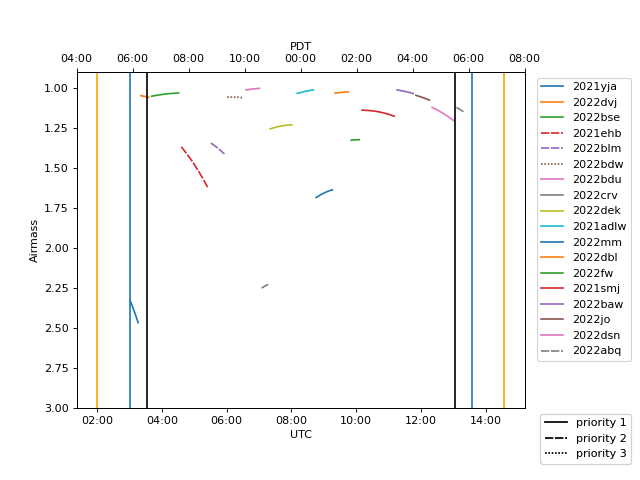 PDT
04:00 06:00 08:00 10:00 00:00 02:00 04:00 06:00 08:00
1.00
1.25
1.50
1.75
2.00
2.25
2.50
2.75
3.00
Airmass
02:00 04:00 06:00 08:00 10:00 12:00 14:00
UTC
2021yja
2022dvj
2022bse
2021ehb
2022blm
2022bdw
2022bdu
2022crv
2022dek
2021adlw
2022mm
2022dbl
2022fw
2021smj
2022baw
2022jo
2022dsn
2022abq
priority 1
priority 2
priority 3